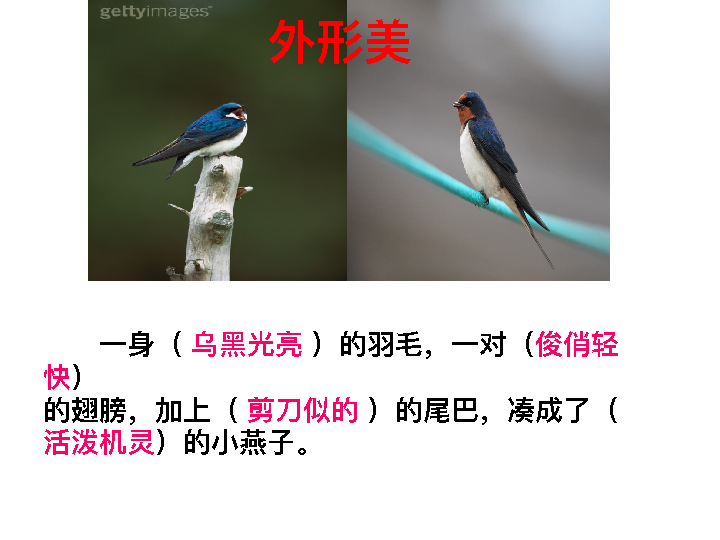 gettyimages
外形美
一身（ 乌黑光亮 ）的羽毛，一对（俊俏轻
快）
的翅膀，加上（ 剪刀似的 ）的尾巴，凑成了（
活泼机灵）的小燕子。